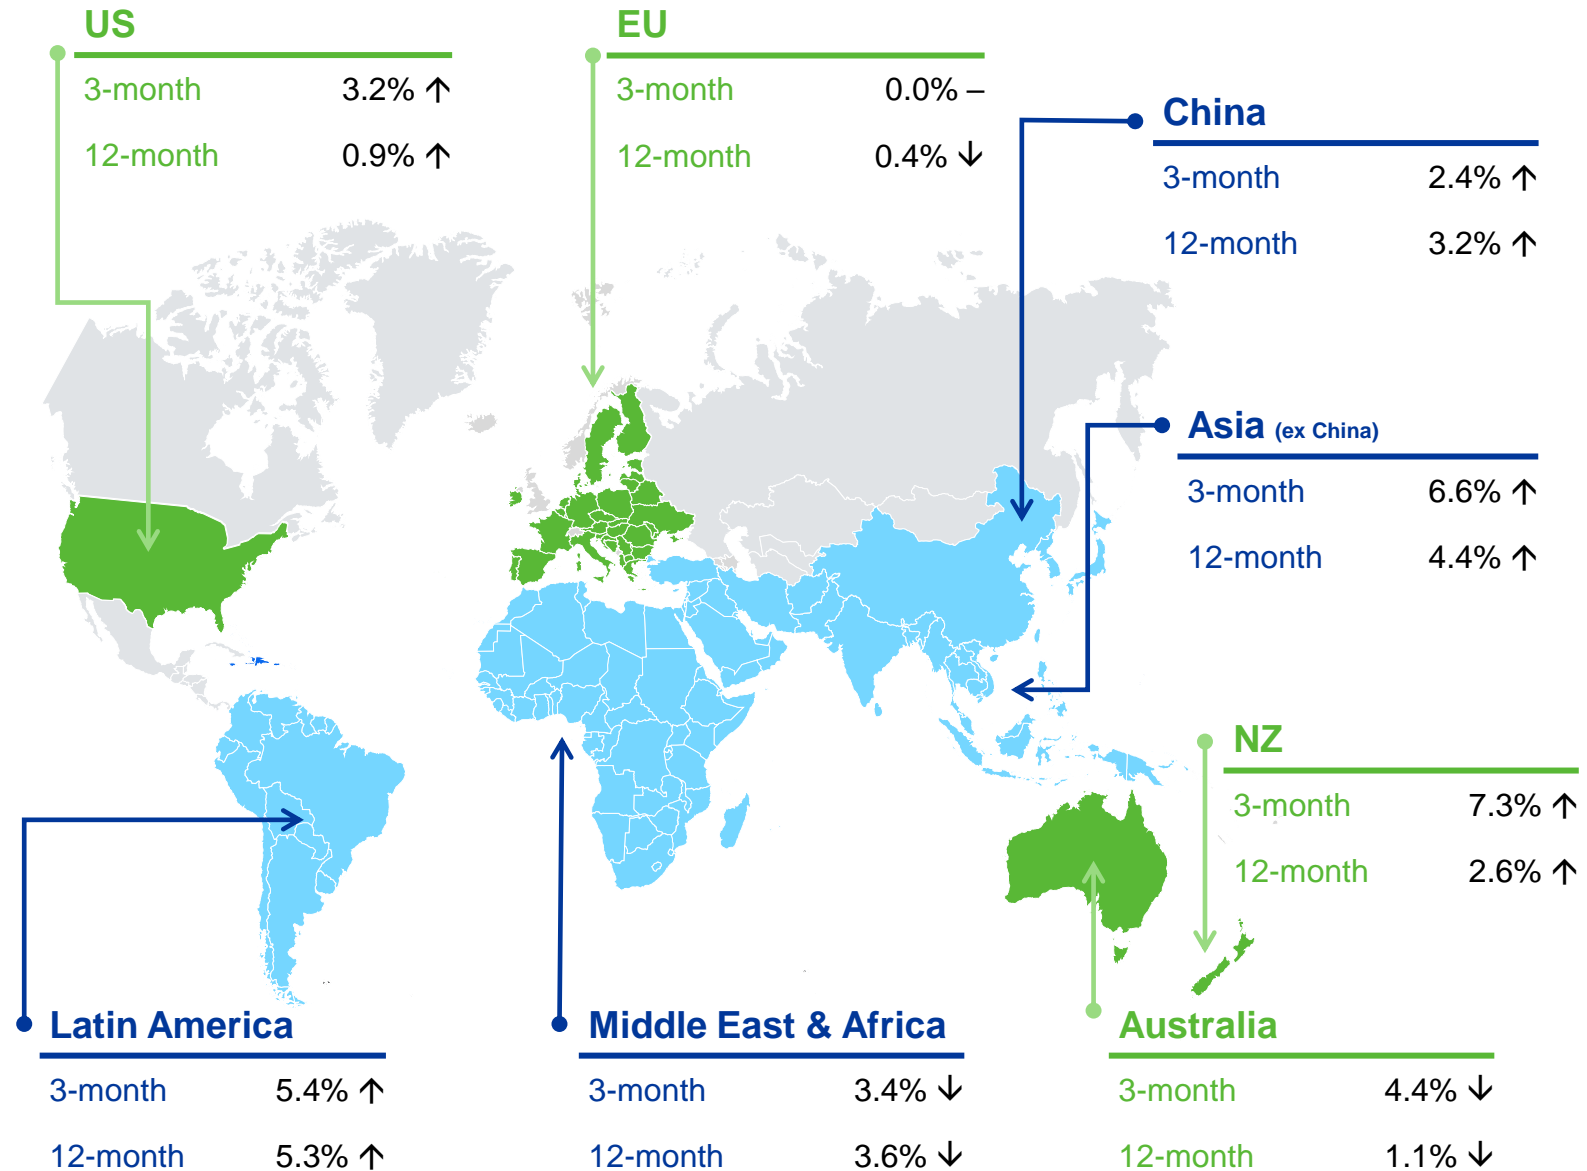 US
3-month 3.2% ↑
12-month 0.9% ↑
EU
3-month 0.0% –
12-month 0.4% ↓
China
3-month 2.4% ↑
12-month 3.2% ↑
Asia (ex China)
3-month 6.6% ↑
12-month 4.4% ↑
NZ
3-month 7.3% ↑
12-month 2.6% ↑
Latin America
3-month 5.4% ↑
12-month 5.3% ↑
Middle East & Africa
3-month 3.4% ↓
12-month 3.6% ↓
Australia
3-month 4.4% ↓
12-month 1.1% ↓